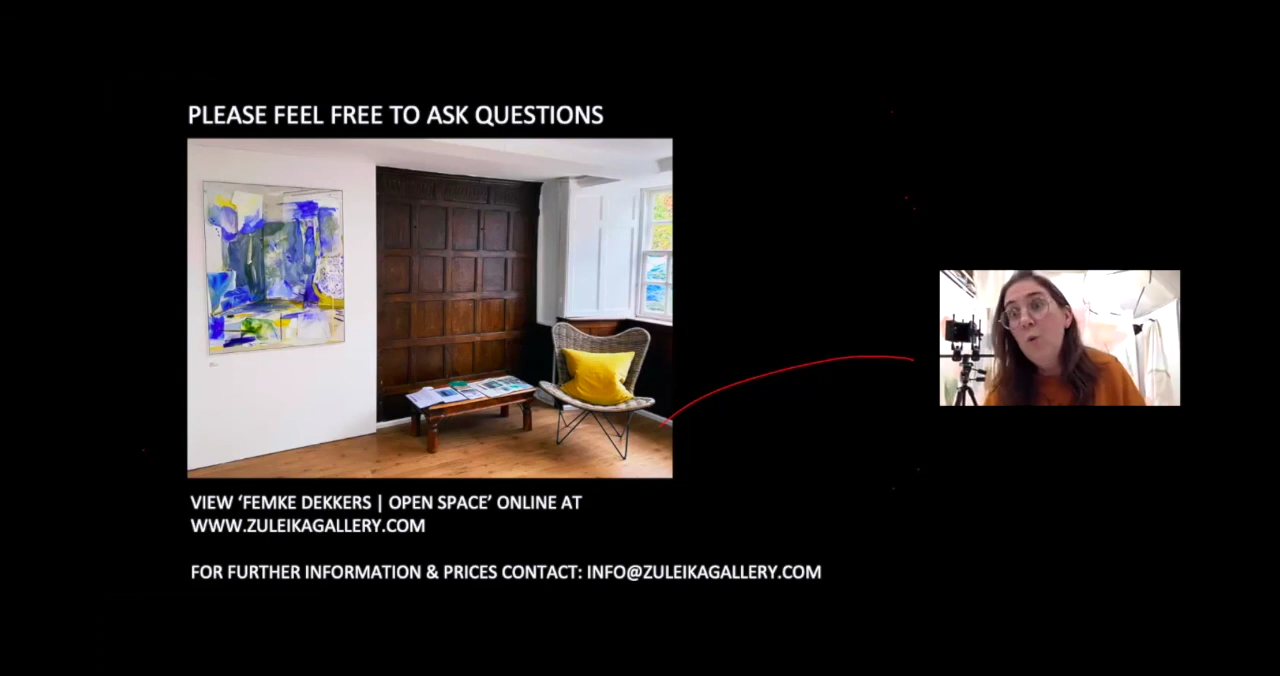 PLEASE FEEL FREE TO ASK QUESTIONS
VIEW ‘FEMKE DEKKERS | OPEN SPACE’ ONLINE AT
WWW.ZULEIKAGALLERY.COM
FOR FURTHER INFORMATION & PRICES CONTACT: INFO@ZULEIKAGALLERY.COM